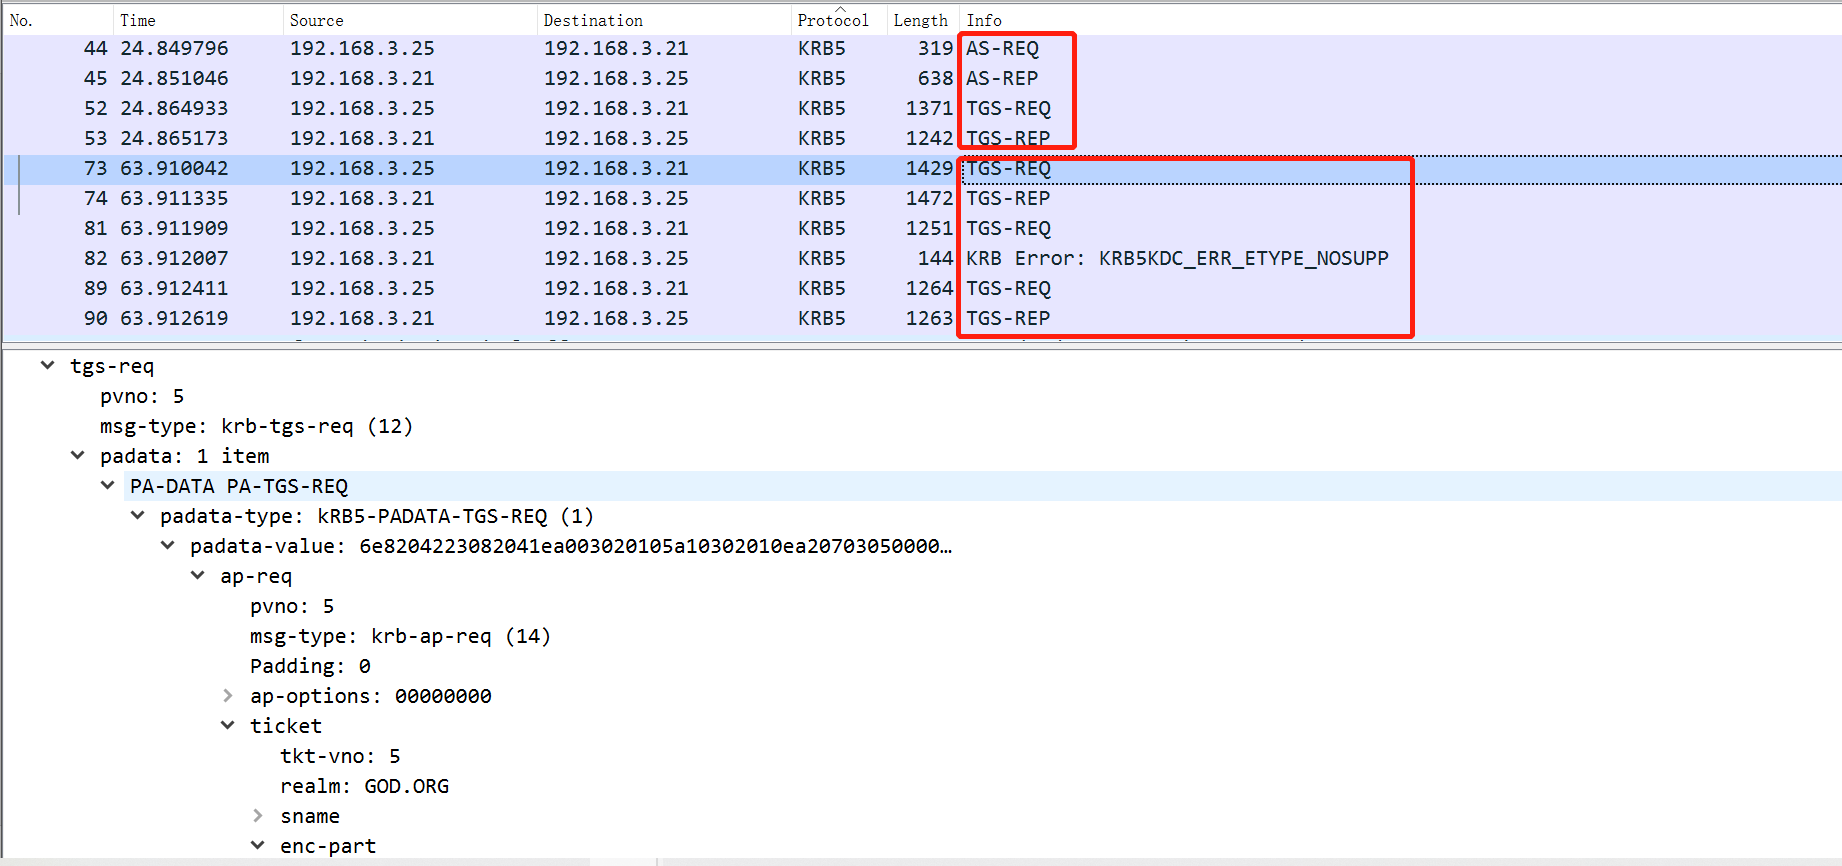 No. Time Source Destination Protocol Length Info
44 24.849796 192.168.3.25 192.168.3.21 KRB5 319 AS-REQ
45 24.851046 192.168.3.21 192.168.3.25 KRB5 638 AS-REP
52 24.864933 192.168.3.25 192.168.3.21 KRB5 1371 TGS-REQ
53 24.865173 192.168.3.21 192.168.3.25 KRB5 1242 TGS-REP
73 63.910042 192.168.3.25 192.168.3.21 KRB5 1429 TGS-REQ
74 63.911335 192.168.3.21 192.168.3.25 KRB5 1472 TGS-REP
81 63.911909 192.168.3.25 192.168.3.21 KRB5 1251 TGS-REQ
82 63.912007 192.168.3.21 192.168.3.25 KRB5 144 KRB Error: KRB5KDC_ERR_ETYPE_NOSUPP
89 63.912411 192.168.3.25 192.168.3.21 KRB5 1264 TGS-REQ
90 63.912619 192.168.3.21 192.168.3.25 KRB5 1263 TGS-REP
tgs-req
pvno: 5
msg-type: krb-tgs-req (12)
padata: 1 item
PA-DATA PA-TGS-REQ
padata-type: kRB5-PADATA-TGS-REQ (1)
padata-value: 6e8204223082041ea003020105a10302010ea20703050000…
ap-req
pvno: 5
msg-type: krb-ap-req (14)
Padding: 0
ap-options: 00000000
ticket
tkt-vno: 5
realm: GOD.ORG
sname
enc-part